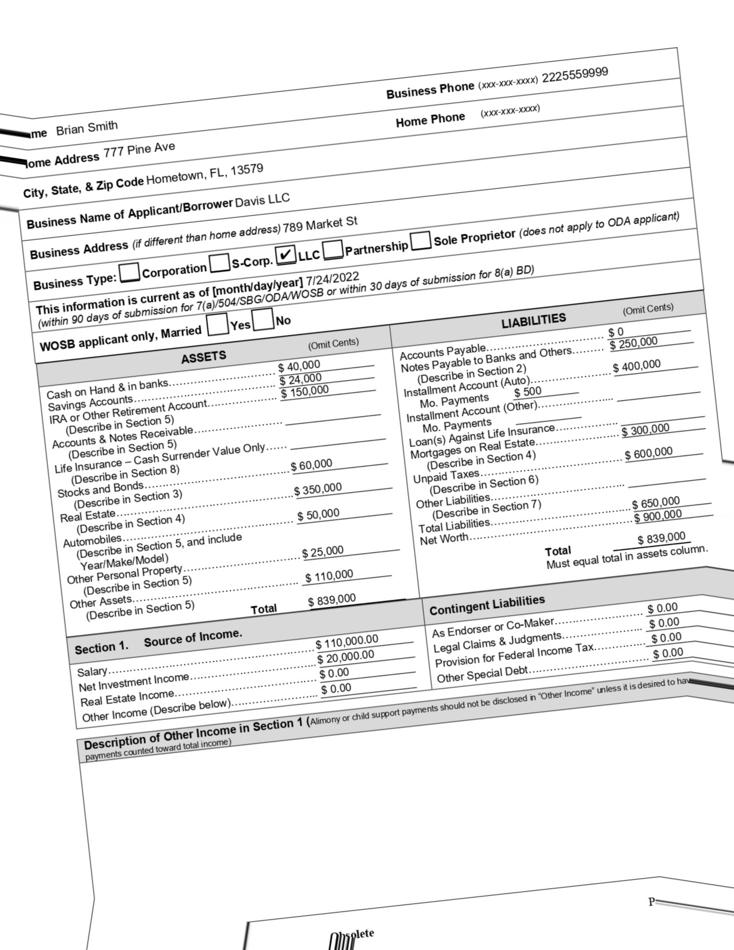 me Brian Smith
Business Phone (xxx-xxx-xxxx) 2225559999
ome Address 777 Pine Ave
Home Phone (xxx-xxx-xxxx)
City, State, & Zip Code Hometown, FL, 13579
Business Name of Applicant/Borrower Davis LLC
Business Address (if different than home address) 789 Market St
Business Type: Corporation S-Corp. ✔ LLC Partnership Sole Proprietor (does not apply to ODA applicant)
This information is current as of [month/day/year] 7/24/2022
(within 90 days of submission for 7(a)/504/SBG/ODA/WOSB or within 30 days of submission for 8(a) BD)
WOSB applicant only, Married Yes No
ASSETS (Omit Cents)
Cash on Hand & in banks $ 40,000
Savings Accounts $ 24,000
IRA or Other Retirement Account $ 150,000
(Describe in Section 5)
Accounts & Notes Receivable
(Describe in Section 5)
Life Insurance – Cash Surrender Value Only
(Describe in Section 8)
Stocks and Bonds $ 60,000
(Describe in Section 3)
Real Estate $ 350,000
(Describe in Section 4)
Automobiles $ 50,000
(Describe in Section 5, and include
Year/Make/Model)
Other Personal Property $ 25,000
(Describe in Section 5)
Other Assets $ 110,000
(Describe in Section 5)
Total $ 839,000
LIABILITIES (Omit Cents)
Accounts Payable $ 0
Notes Payable to Banks and Others $ 250,000
(Describe in Section 2)
Installment Account (Auto) $ 400,000
Mo. Payments $ 500
Installment Account (Other)
Mo. Payments
Loan(s) Against Life Insurance
Mortgages on Real Estate $ 300,000
(Describe in Section 4)
Unpaid Taxes $ 600,000
(Describe in Section 6)
Other Liabilities
(Describe in Section 7)
Total Liabilities $ 650,000
Net Worth $ 900,000
Total $ 839,000
Must equal total in assets column.
Section 1. Source of Income.
Salary $ 110,000.00
Net Investment Income $ 20,000.00
Real Estate Income $ 0.00
Other Income (Describe below) $ 0.00
Contingent Liabilities
As Endorser or Co-Maker $ 0.00
Legal Claims & Judgments $ 0.00
Provision for Federal Income Tax $ 0.00
Other Special Debt $ 0.00
Description of Other Income in Section 1 (Alimony or child support payments should not be disclosed in "Other Income" unless it is desired to hav
payments counted toward total income)